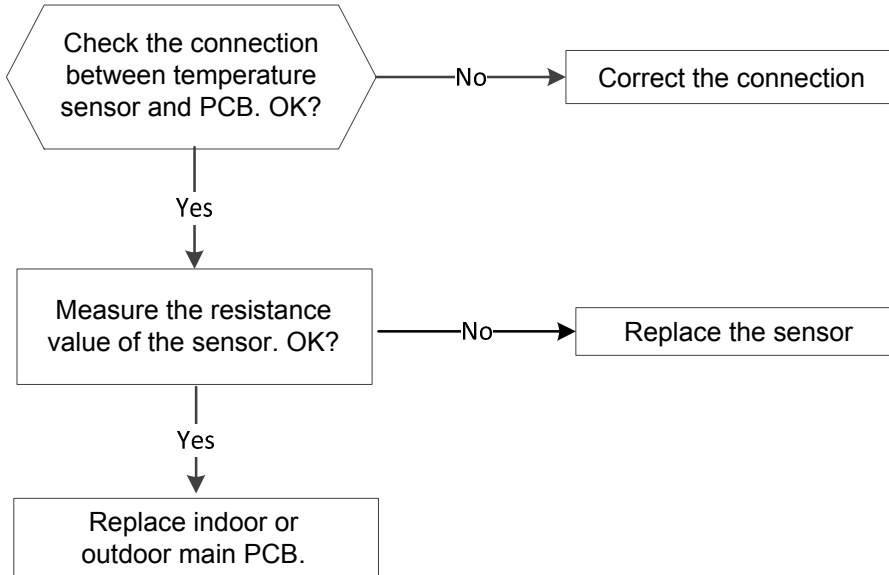 Check the connection
between temperature
sensor and PCB. OK?
No
Correct the connection
Yes
Measure the resistance
value of the sensor. OK?
No
Replace the sensor
Yes
Replace indoor or
outdoor main PCB.